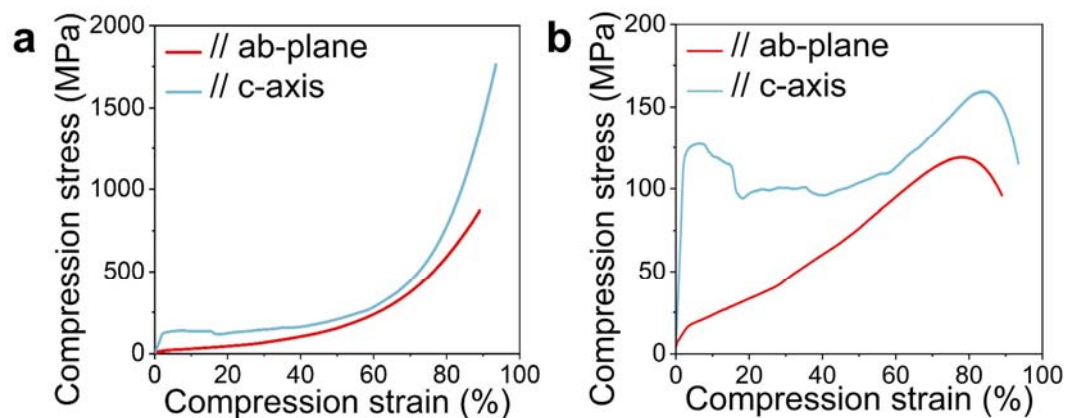 a
Compression stress (MPa)
2000
1500
1000
500
0
// ab-plane
// c-axis
0 20 40 60 80 100
Compression strain (%)
b
Compression stress (MPa)
200
150
100
50
0
// ab-plane
// c-axis
0 20 40 60 80 100
Compression strain (%)